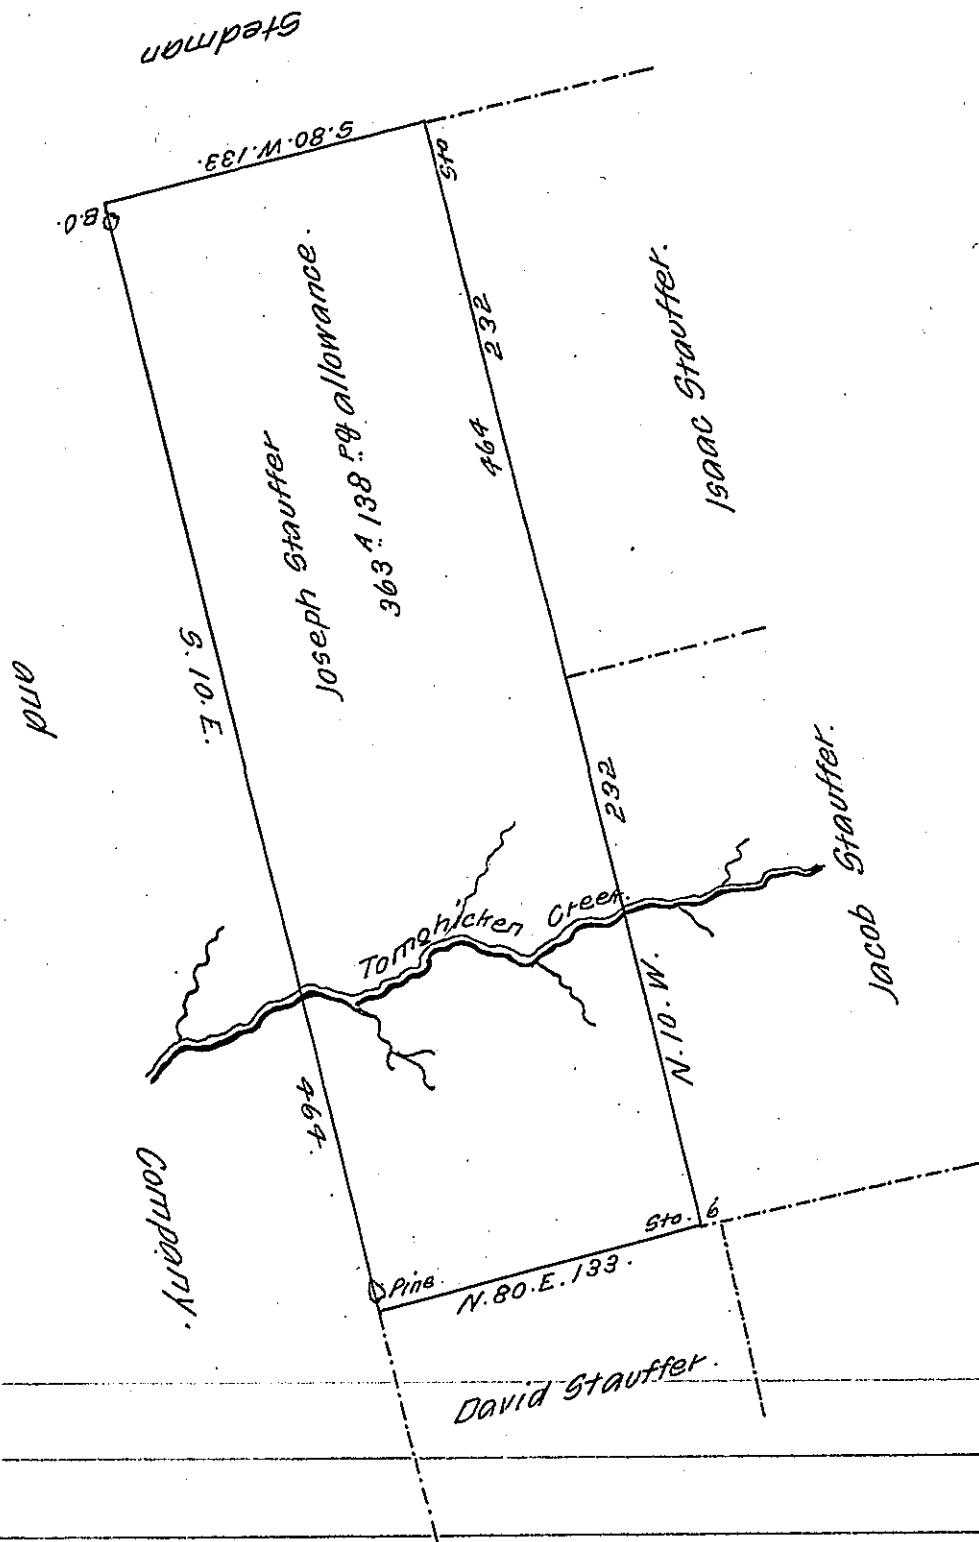 Stedman
S.80.W.133.
B.O.
Sto
Joseph Stauffer
363 A. 138 Ps & allowance.
232
464
Isaac Stauffer.
S. 10. E.
and
232
Tomohicken Creek.
Jacob Stauffer.
N. 10. W.
464.
Company.
Sto. 6
Pine.
N. 80. E. 133.
David Stauffer.